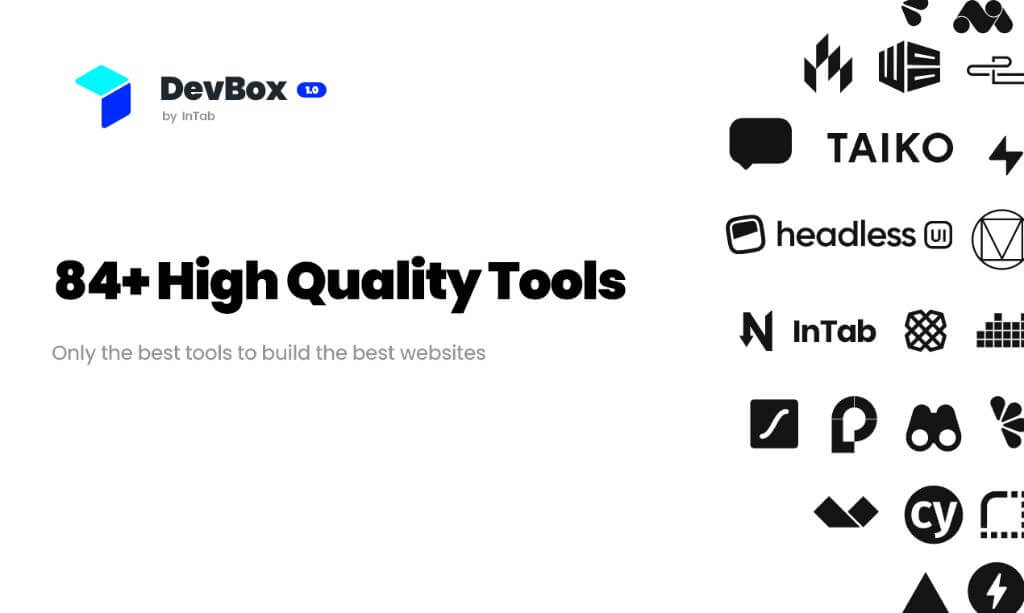 DevBox 1.0
by InTab
84+ High Quality Tools
Only the best tools to build the best websites
TAIKO
headless UI
InTab
cy